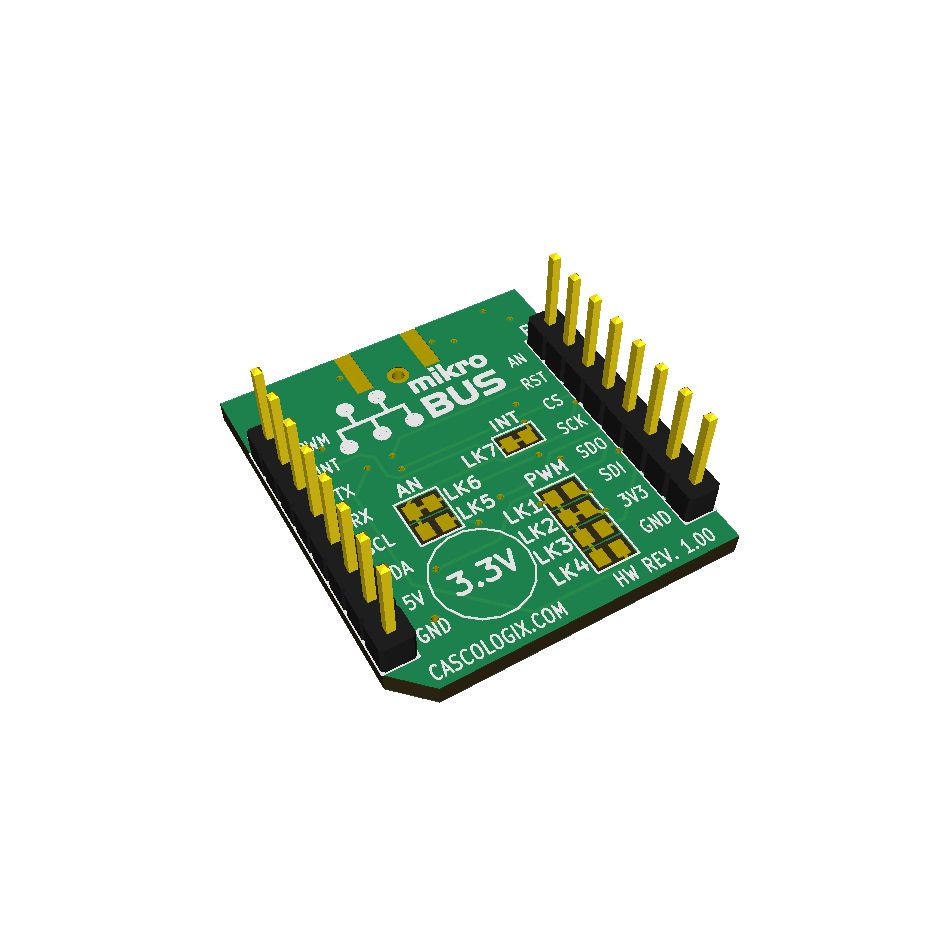 mikro
BUS
AN
RST
CS
SCK
SDO
SDI
3V3
GND
INT
LK7
PWM
INT
TX
RX
5V
GND
AN
LK6
LK5
PWM
LK1
LK2
LK3
LK4
3.3V
HW REV. 1.00
CASCOLOGIX.COM